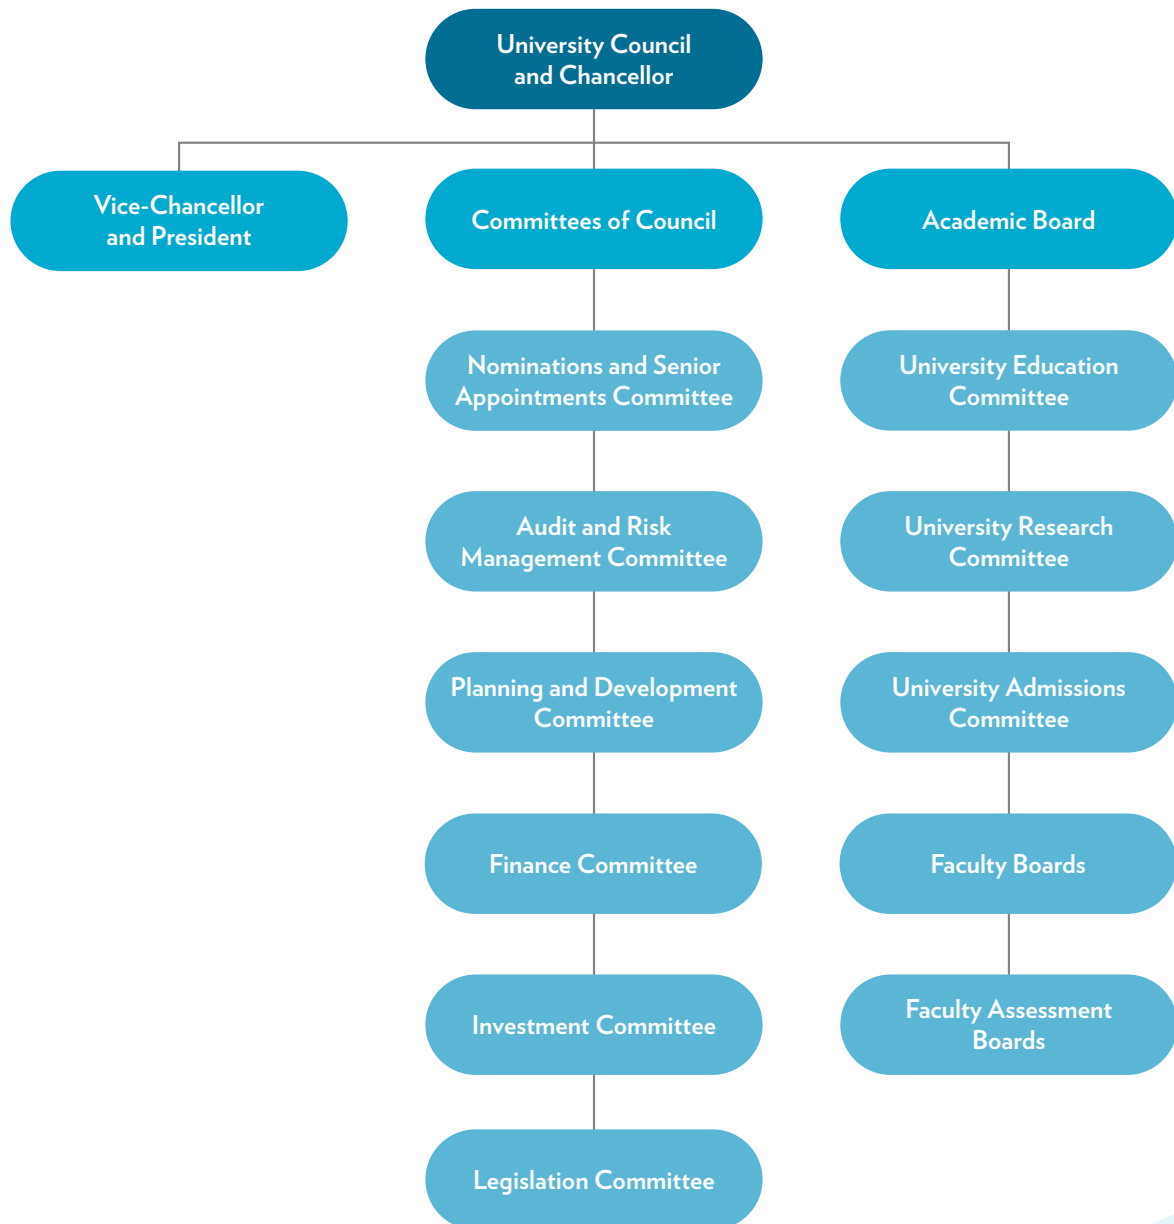 University Council
and Chancellor
Vice-Chancellor
and President
Committees of Council
Academic Board
Nominations and Senior
Appointments Committee
University Education
Committee
Audit and Risk
Management Committee
University Research
Committee
Planning and Development
Committee
University Admissions
Committee
Finance Committee
Faculty Boards
Investment Committee
Faculty Assessment
Boards
Legislation Committee